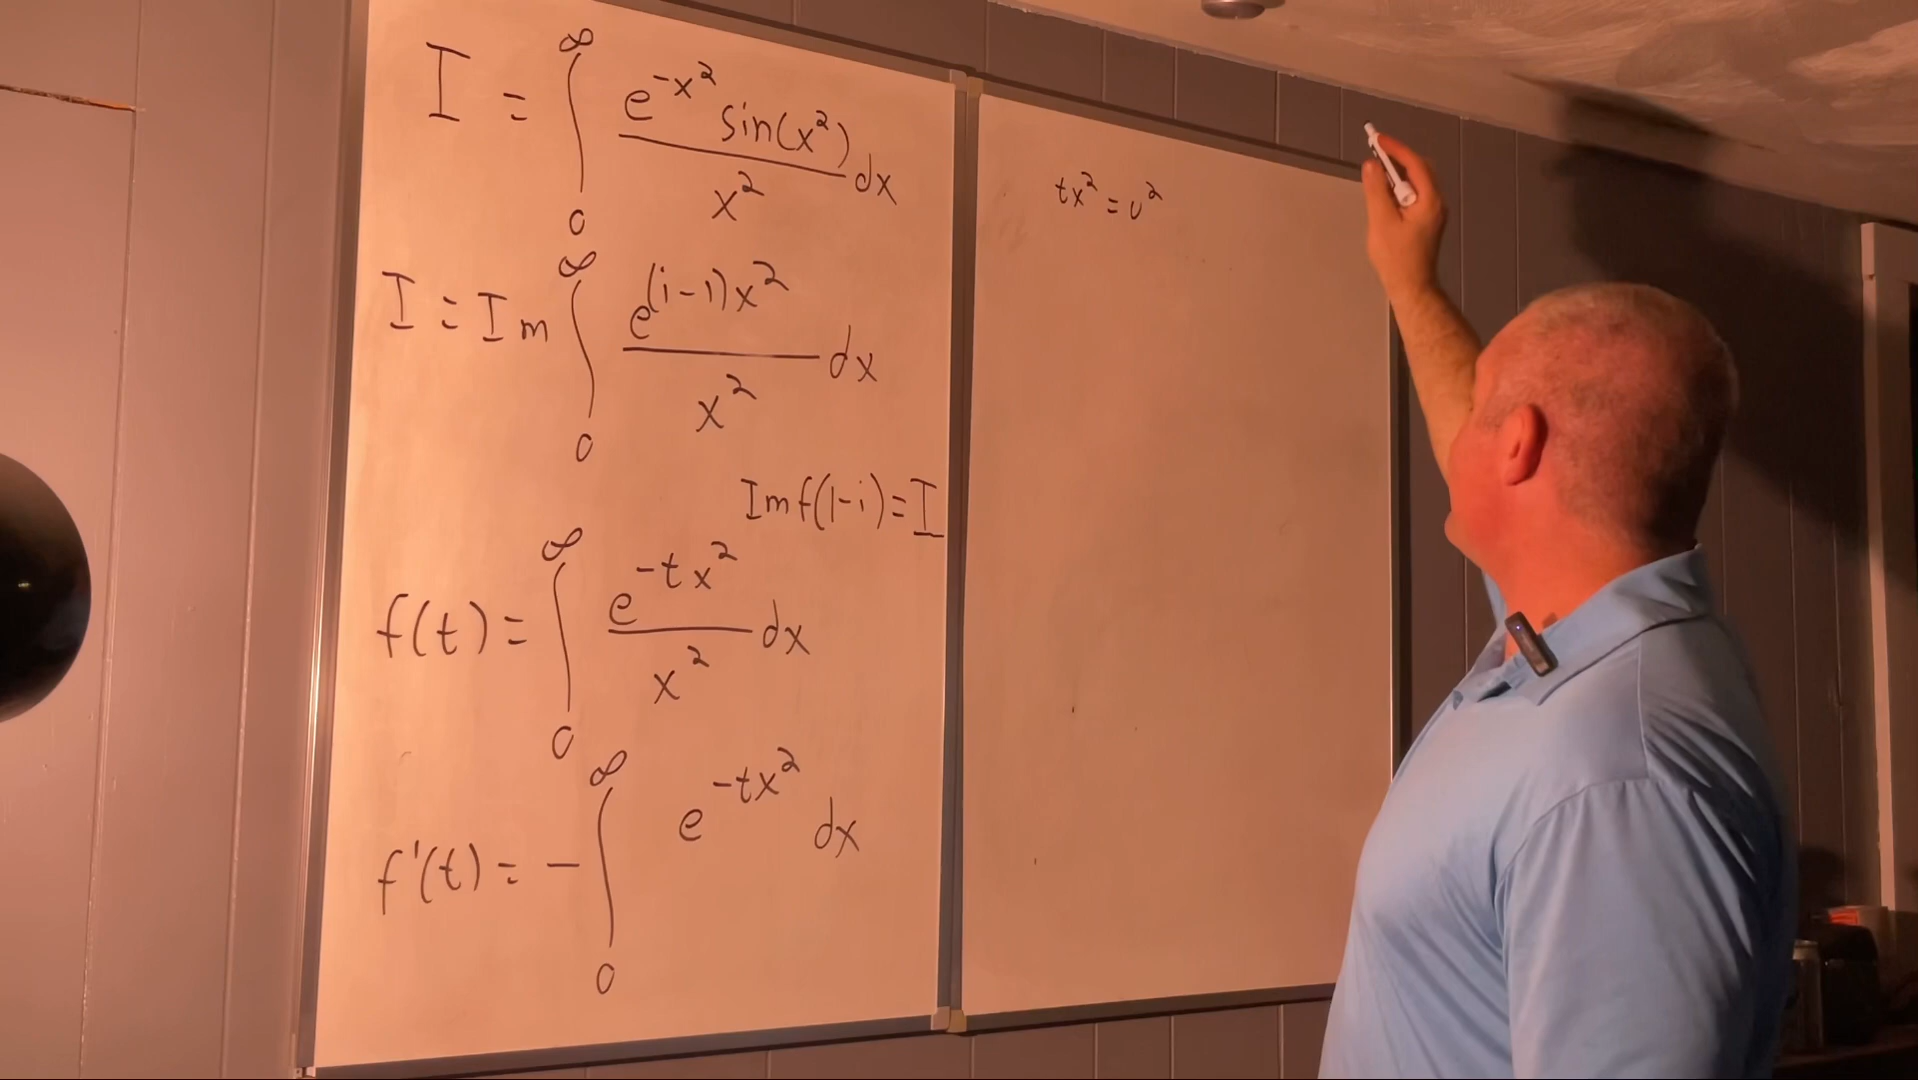 I = ∫₀^∞ e^{-x²} sin(x²) / x² dx
I = Im ∫₀^∞ e^{(i-1)x²} / x² dx
Im f(1-i) = I
f(t) = ∫₀^∞ e^{-tx²} / x² dx
f'(t) = - ∫₀^∞ e^{-tx²} dx
tx² = u²